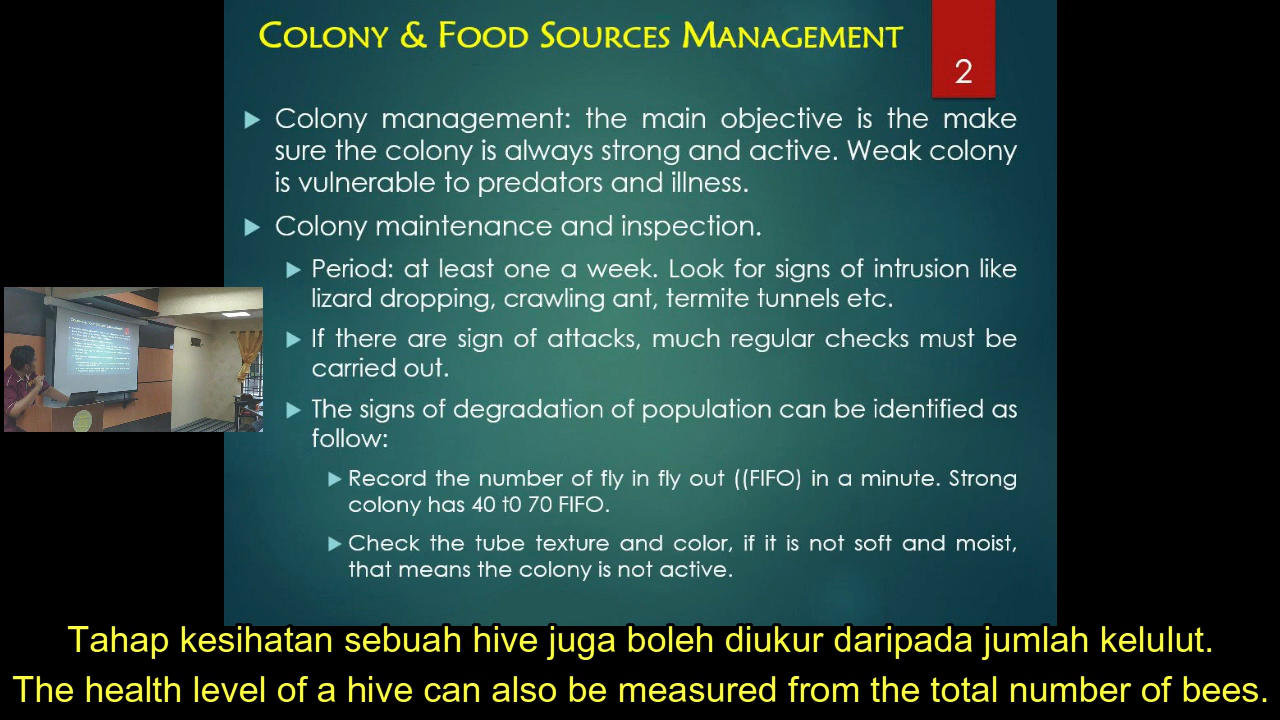 COLONY & FOOD SOURCES MANAGEMENT
2
Colony management: the main objective is the make
sure the colony is always strong and active. Weak colony
is vulnerable to predators and illness.
Colony maintenance and inspection.
Period: at least one a week. Look for signs of intrusion like
lizard dropping, crawling ant, termite tunnels etc.
If there are sign of attacks, much regular checks must be
carried out.
The signs of degradation of population can be identified as
follow:
Record the number of fly in fly out ((FIFO) in a minute. Strong
colony has 40 t0 70 FIFO.
Check the tube texture and color, if it is not soft and moist,
that means the colony is not active.
Tahap kesihatan sebuah hive juga boleh diukur daripada jumlah kelulut.
The health level of a hive can also be measured from the total number of bees.